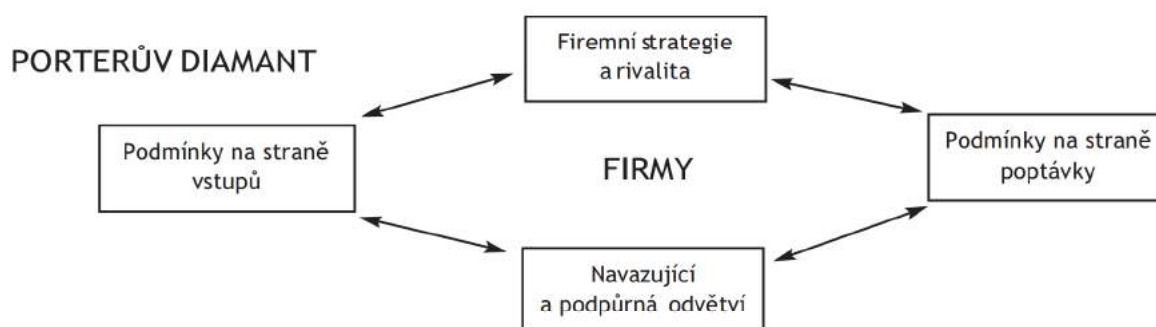 PORTERŮV DIAMANT
Firemní strategie
a rivalita
Podmínky na straně
vstupů
FIRMY
Podmínky na straně
poptávky
Navazující
a podpůrná odvětví